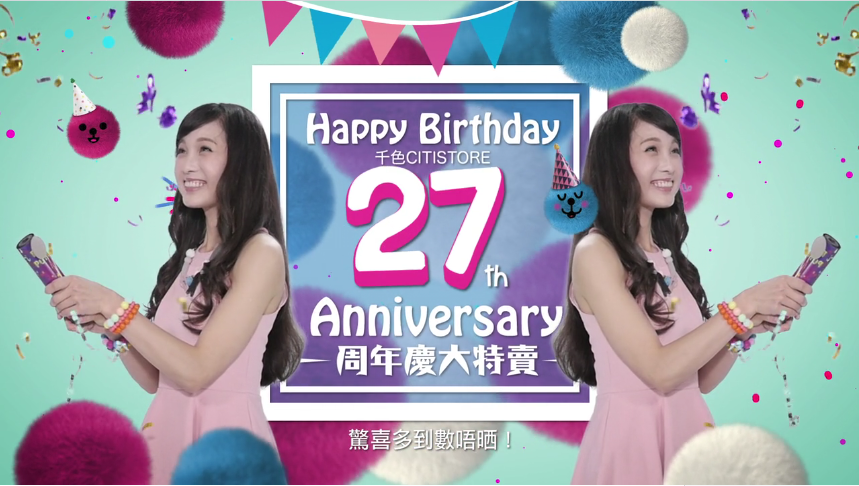 Happy Birthday
千色CITISTORE
27th
Anniversary
周年慶大特賣
驚喜多到數唔晒！